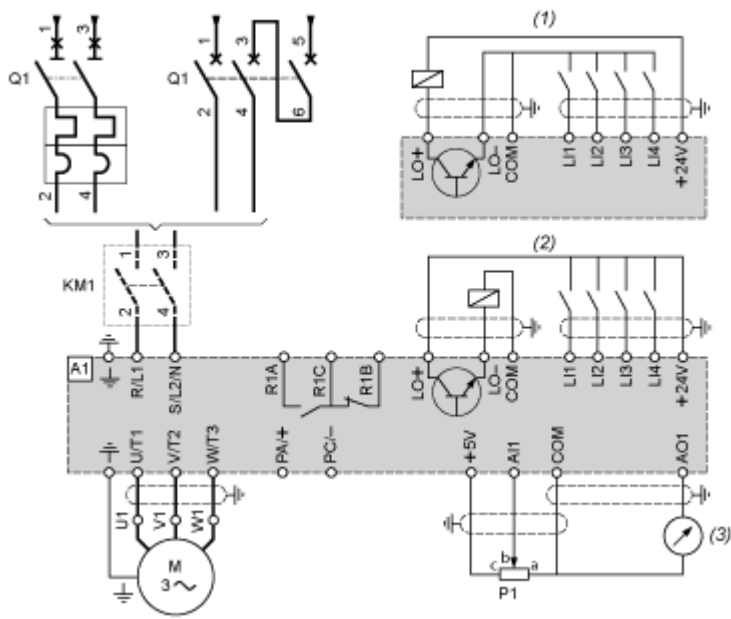 (1)
1 3
Q1
2 4
1 3 5
Q1
2 4 6
LO+ LO- COM LI1 LI2 LI3 LI4 +24V
(2)
1 3
KM1
2 4
A1
R/L1 S/L2/N R1A R1C R1B LO+ LO- COM LI1 LI2 LI3 LI4 +24V
U/T1 V/T2 W/T3 PA/+ PC/– +5V AI1 COM AO1
U1 V1 W1
M
3
(3)
c b a
P1